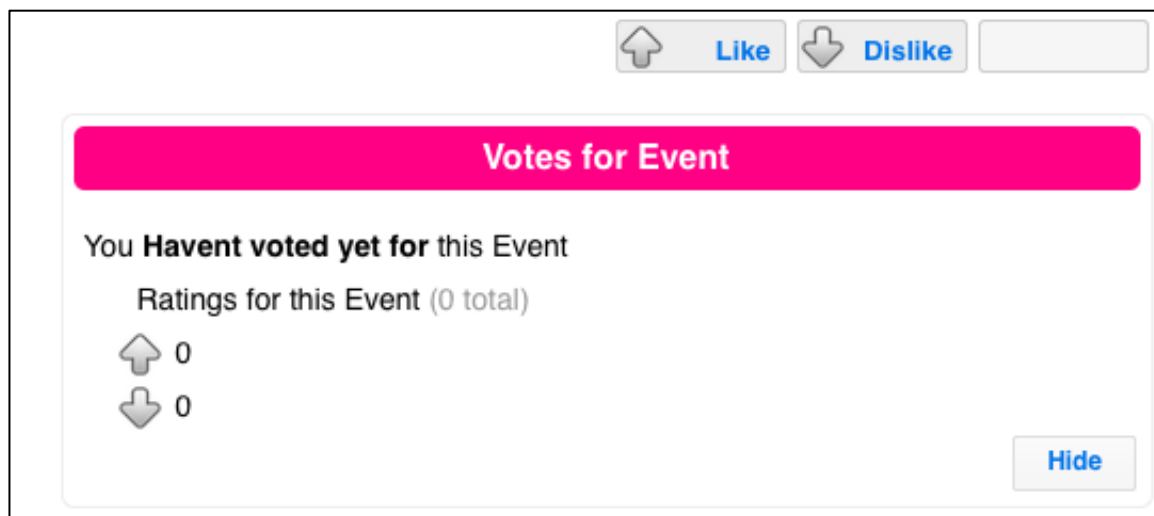 Like Dislike
Votes for Event
You Havent voted yet for this Event
Ratings for this Event (0 total)
0
0
Hide